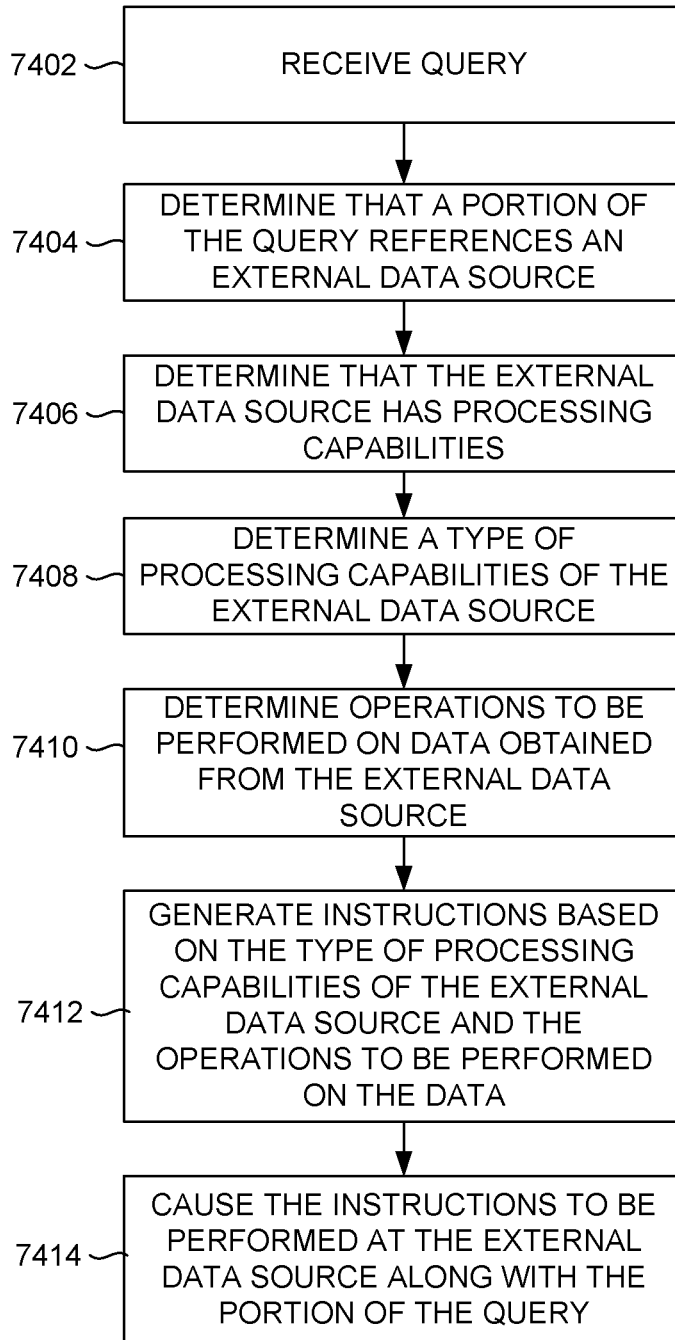 7402
RECEIVE QUERY
7404
DETERMINE THAT A PORTION OF
THE QUERY REFERENCES AN
EXTERNAL DATA SOURCE
7406
DETERMINE THAT THE EXTERNAL
DATA SOURCE HAS PROCESSING
CAPABILITIES
7408
DETERMINE A TYPE OF
PROCESSING CAPABILITIES OF THE
EXTERNAL DATA SOURCE
7410
DETERMINE OPERATIONS TO BE
PERFORMED ON DATA OBTAINED
FROM THE EXTERNAL DATA
SOURCE
7412
GENERATE INSTRUCTIONS BASED
ON THE TYPE OF PROCESSING
CAPABILITIES OF THE EXTERNAL
DATA SOURCE AND THE
OPERATIONS TO BE PERFORMED
ON THE DATA
7414
CAUSE THE INSTRUCTIONS TO BE
PERFORMED AT THE EXTERNAL
DATA SOURCE ALONG WITH THE
PORTION OF THE QUERY